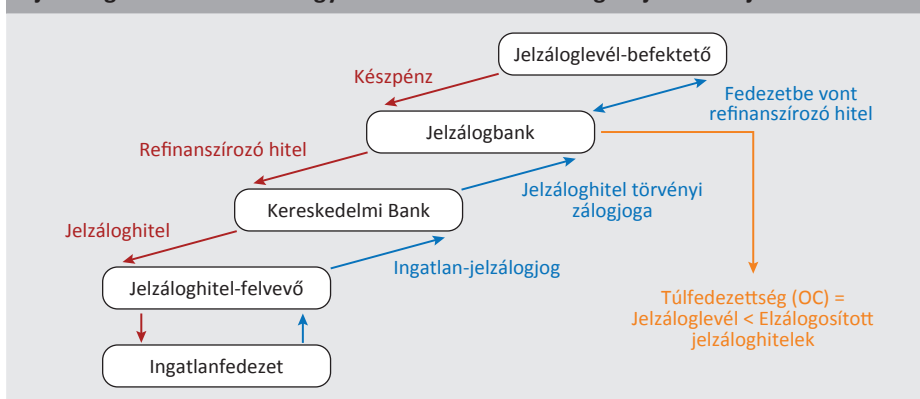 Jelzáloglevél-befektető
Készpénz
Fedezetbe vont
refinanszírozó hitel
Jelzálogbank
Refinanszírozó hitel
Jelzáloghitel törvényi
zálogjoga
Kereskedelmi Bank
Jelzáloghitel
Ingatlan-jelzálogjog
Jelzáloghitel-felvevő
Túlfedezettség (OC) =
Jelzáloglevél < Elzálogosított
jelzáloghitelek
Ingatlanfedezet